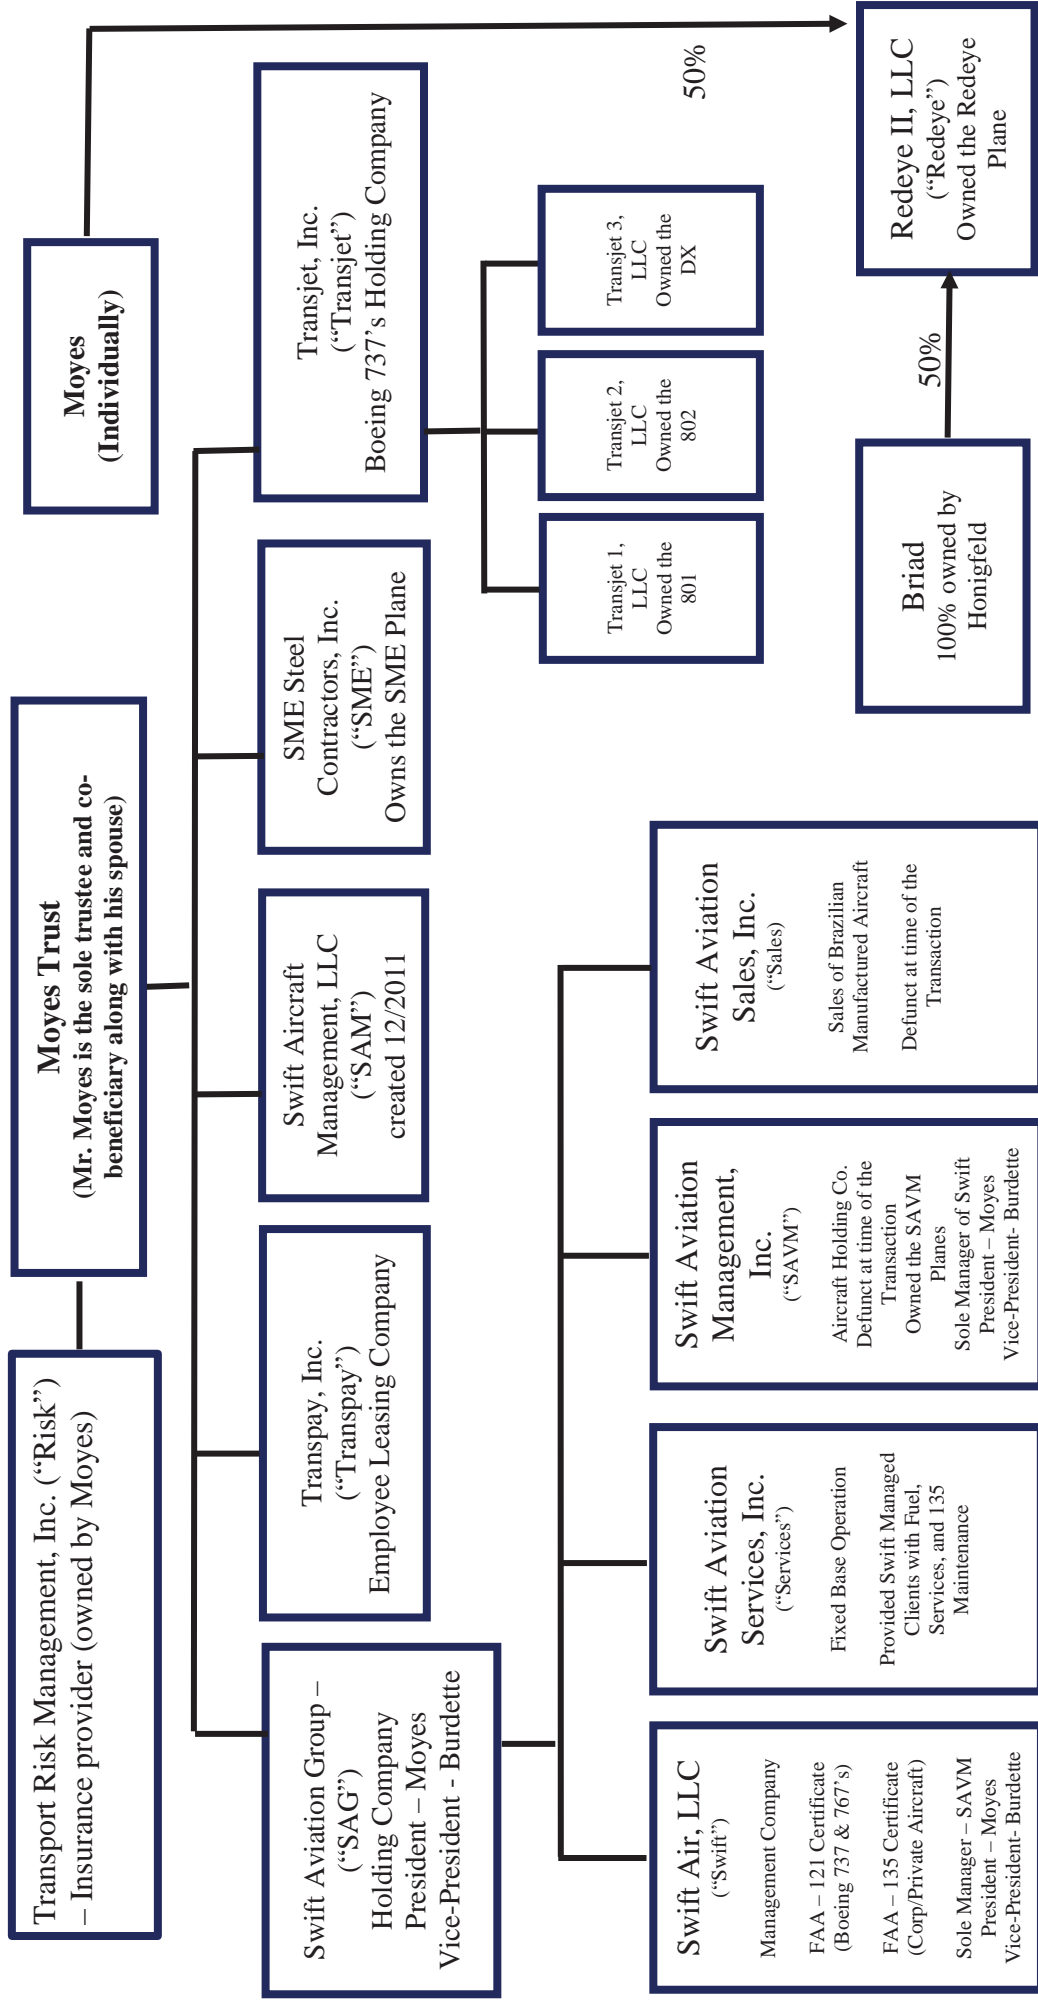 Transport Risk Management, Inc. (“Risk”)
– Insurance provider (owned by Moyes)
Moyes Trust
(Mr. Moyes is the sole trustee and co-
beneficiary along with his spouse)
Moyes
(Individually)
Swift Aviation Group –
(“SAG”)
Holding Company
President – Moyes
Vice-President - Burdette
Transpay, Inc.
(“Transpay”)
Employee Leasing Company
Swift Aircraft
Management, LLC
(“SAM”)
created 12/2011
SME Steel
Contractors, Inc.
(“SME”)
Owns the SME Plane
Transjet, Inc.
(“Transjet”)
Boeing 737’s Holding Company
Transjet 1,
LLC
Owned the
801
Transjet 2,
LLC
Owned the
802
Transjet 3,
LLC
Owned the
DX
50%
Swift Air, LLC
(“Swift”)
Management Company
FAA – 121 Certificate
(Boeing 737 & 767’s)
FAA – 135 Certificate
(Corp/Private Aircraft)
Sole Manager – SAVM
President – Moyes
Vice-President- Burdette
Swift Aviation
Services, Inc.
(“Services”)
Fixed Base Operation
Provided Swift Managed
Clients with Fuel,
Services, and 135
Maintenance
Swift Aviation
Management,
Inc.
(“SAVM”)
Aircraft Holding Co.
Defunct at time of the
Transaction
Owned the SAVM
Planes
Sole Manager of Swift
President – Moyes
Vice-President- Burdette
Swift Aviation
Sales, Inc.
(“Sales)
Sales of Brazilian
Manufactured Aircraft
Defunct at time of the
Transaction
Briad
100% owned by
Honigfeld
50%
Redeye II, LLC
(“Redeye”)
Owned the Redeye
Plane